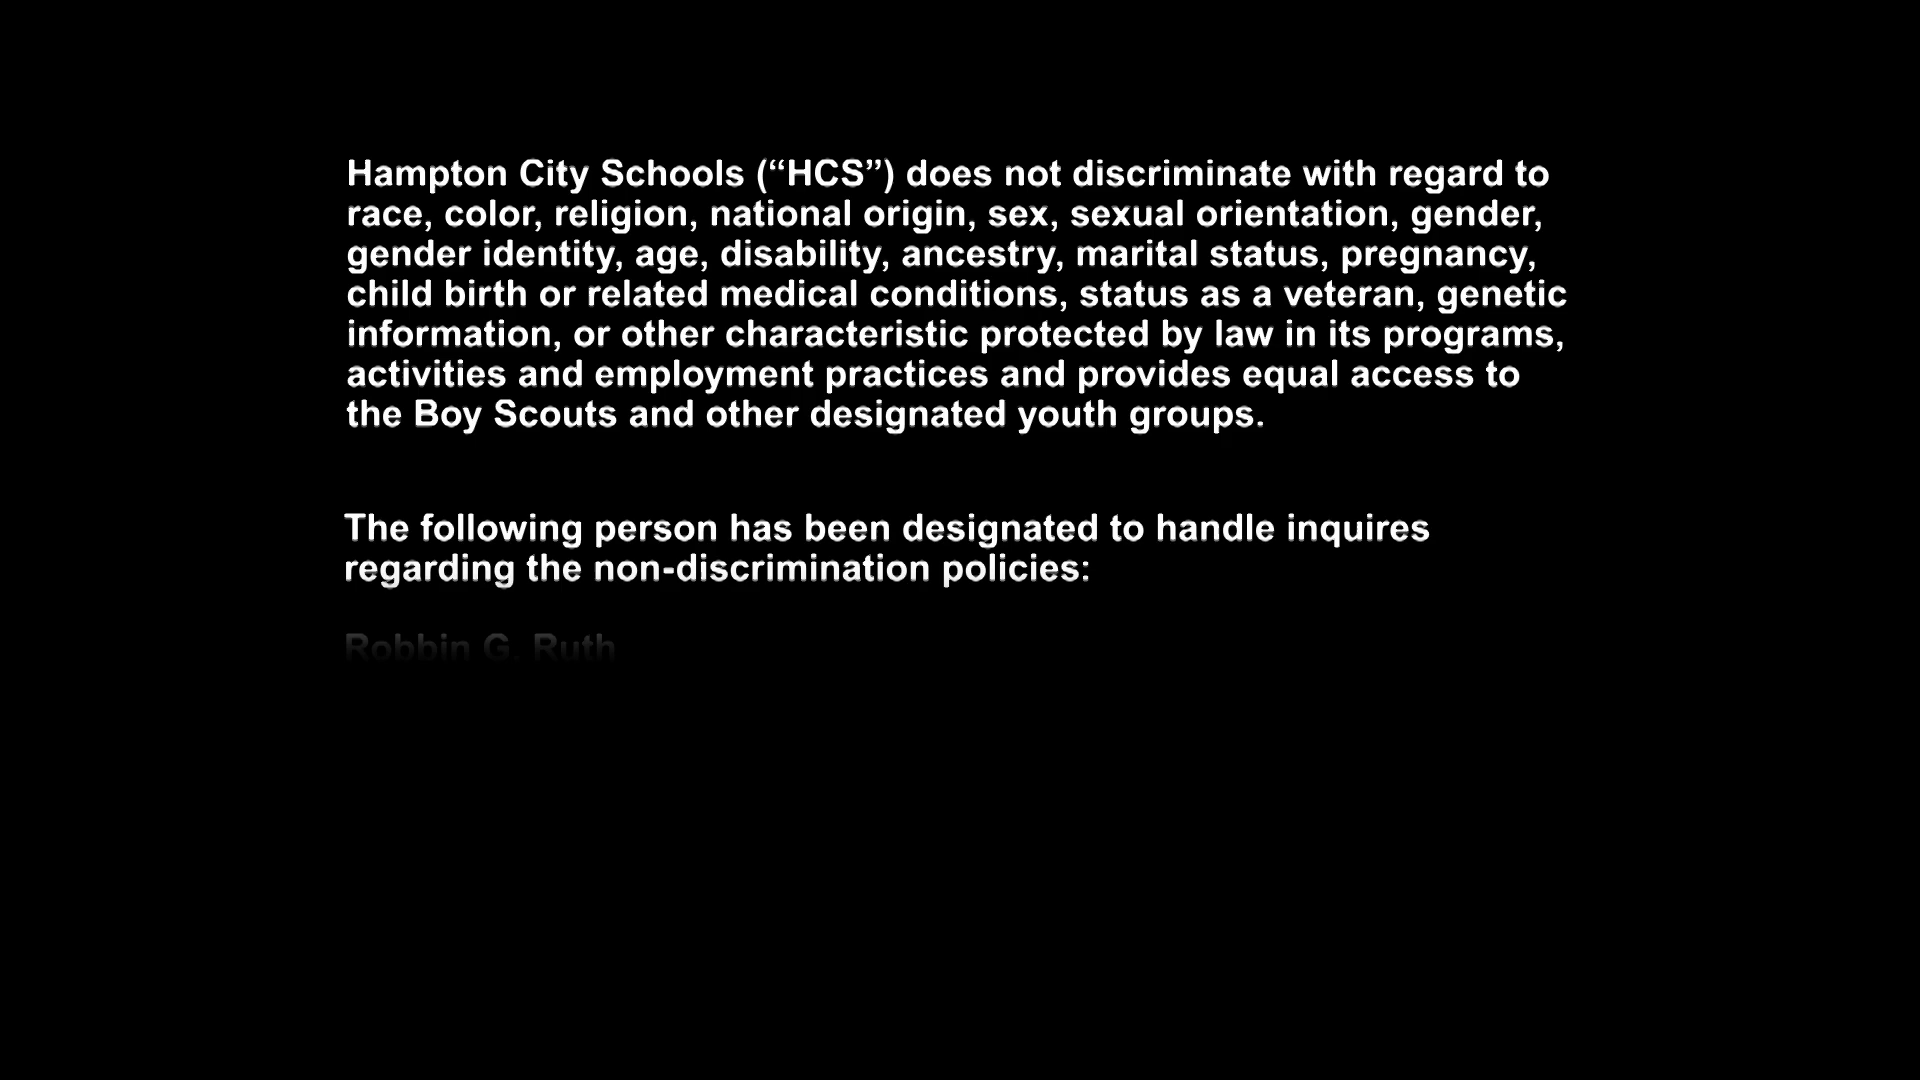 Hampton City Schools (“HCS”) does not discriminate with regard to
race, color, religion, national origin, sex, sexual orientation, gender,
gender identity, age, disability, ancestry, marital status, pregnancy,
child birth or related medical conditions, status as a veteran, genetic
information, or other characteristic protected by law in its programs,
activities and employment practices and provides equal access to
the Boy Scouts and other designated youth groups.
The following person has been designated to handle inquires
regarding the non-discrimination policies:
Robbin G. Ruth